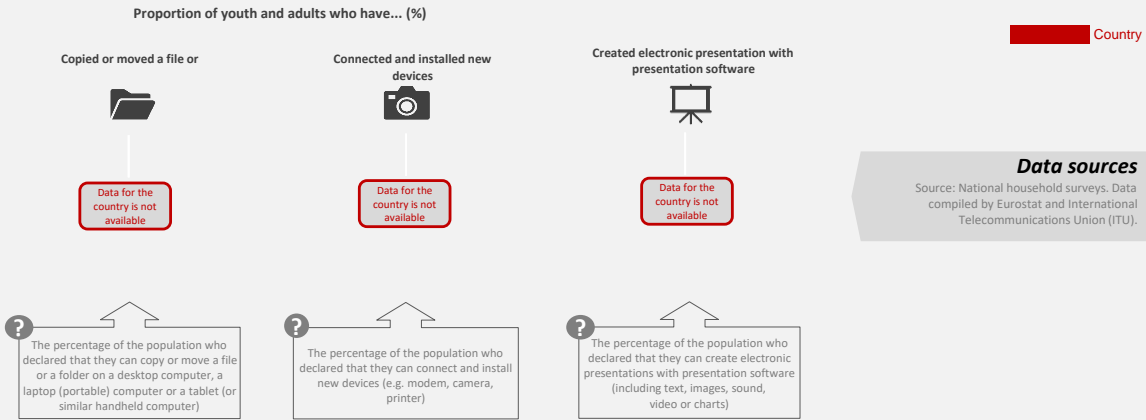 Proportion of youth and adults who have... (%)
Country
Copied or moved a file or
Connected and installed new
devices
Created electronic presentation with
presentation software
Data for the
country is not
available
Data for the
country is not
available
Data for the
country is not
available
Data sources
Source: National household surveys. Data
compiled by Eurostat and International
Telecommunications Union (ITU).
?
The percentage of the population who
declared that they can copy or move a file
or a folder on a desktop computer, a
laptop (portable) computer or a tablet (or
similar handheld computer)
?
The percentage of the population who
declared that they can connect and install
new devices (e.g. modem, camera,
printer)
?
The percentage of the population who
declared that they can create electronic
presentations with presentation software
(including text, images, sound,
video or charts)